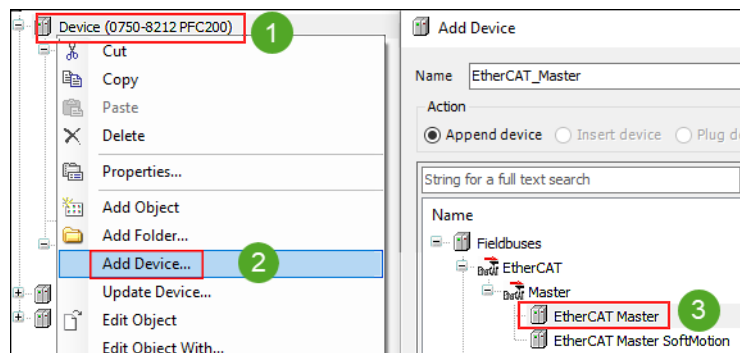 Device (0750-8212 PFC200)
1
Cut
Copy
Paste
Delete
Properties...
Add Object
Add Folder...
Add Device...
2
Update Device...
Edit Object
Edit Object With...
Add Device
Name EtherCAT_Master
Action
Append device Insert device Plug d
String for a full text search
Name
Fieldbuses
EtherCAT
Master
EtherCAT Master
3
EtherCAT Master SoftMotion